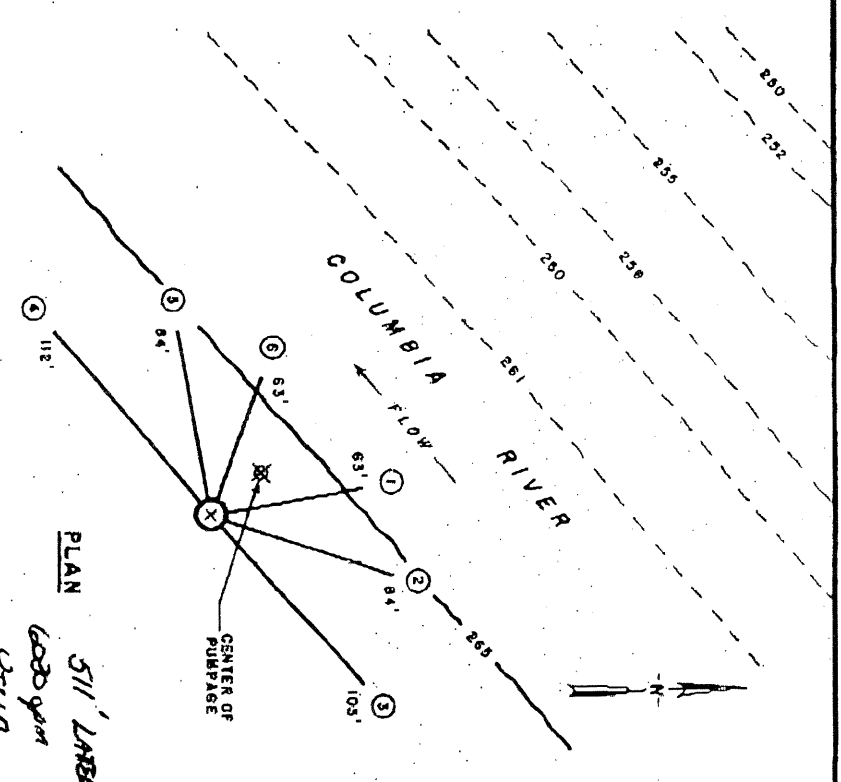 250
252
255
258
260
261
COLUMBIA
RIVER
FLOW
265
5
84'
6
63'
1
63'
2
84'
3
105'
4
112'
X
CENTER OF
PUMPAGE
N
PLAN
511'
gpm